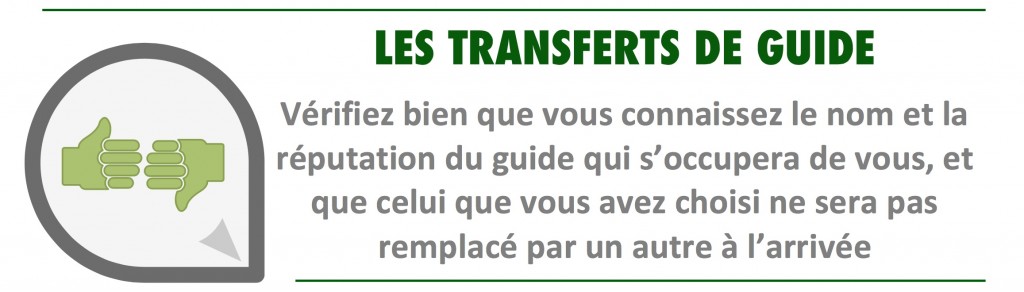 LES TRANSFERTS DE GUIDE
Vérifiez bien que vous connaissez le nom et la
réputation du guide qui s’occupera de vous, et
que celui que vous avez choisi ne sera pas
remplacé par un autre à l’arrivée